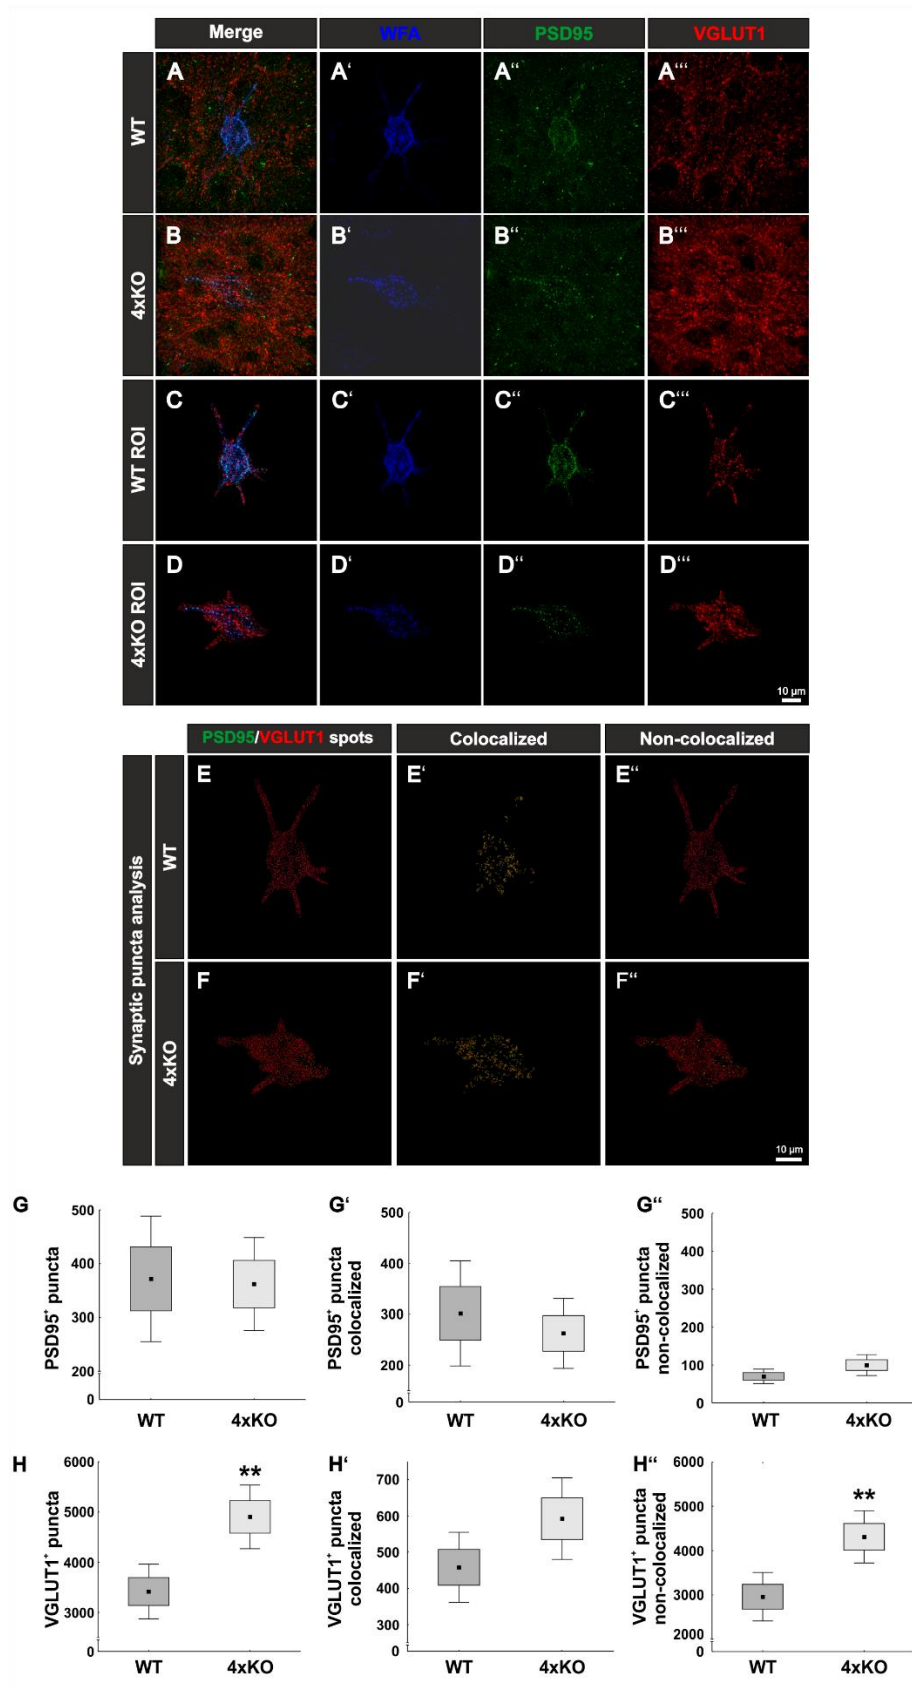 Merge WFA PSD95 VGLUT1
WT
A A‘ A‘‘ A‘‘‘
4xKO
B B‘ B‘‘ B‘‘‘
WT ROI
C C‘ C‘‘ C‘‘‘
4xKO ROI
D D‘ D‘‘ D‘‘‘
10 µm
PSD95/VGLUT1 spots Colocalized Non-colocalized
Synaptic puncta analysis
WT
E E‘ E‘‘
4xKO
F F‘ F‘‘
10 µm
G
PSD95+ puncta
500
400
300
200
0
WT 4xKO
G‘
PSD95+ puncta
colocalized
500
400
300
200
0
WT 4xKO
G‘‘
PSD95+ puncta
non-colocalized
500
400
300
200
100
0
WT 4xKO
H
VGLUT1+ puncta
6000
5000
4000
3000
0
**
WT 4xKO
H‘
VGLUT1+ puncta
colocalized
700
600
500
400
300
0
WT 4xKO
H‘‘
VGLUT1+ puncta
non-colocalized
6000
5000
4000
3000
2000
0
**
WT 4xKO